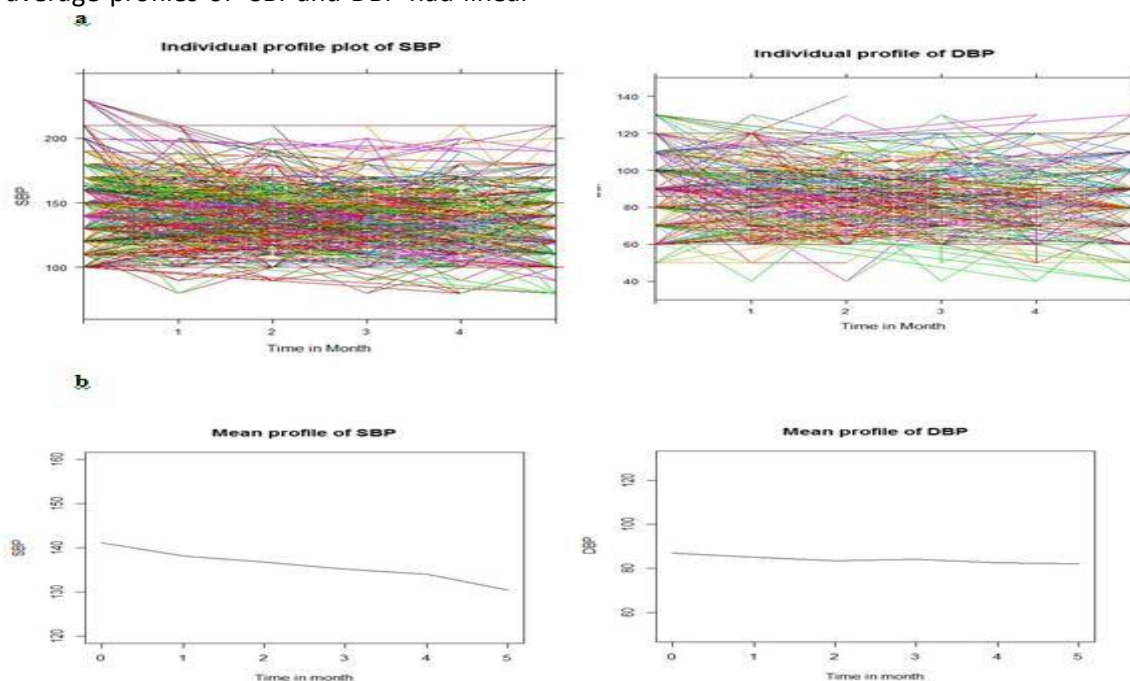 average profiles of SBP and DBP had linear
a
Individual profile plot of SBP
Individual profile of DBP
200
150
100
SBP
1 2 3 4
Time in Month
140
120
100
80
60
40
1 2 3 4
Time in Month
b
Mean profile of SBP
Mean profile of DBP
160
150
140
130
120
SBP
0 1 2 3 4 5
Time in month
120
100
80
60
DBP
0 1 2 3 4 5
Time in month